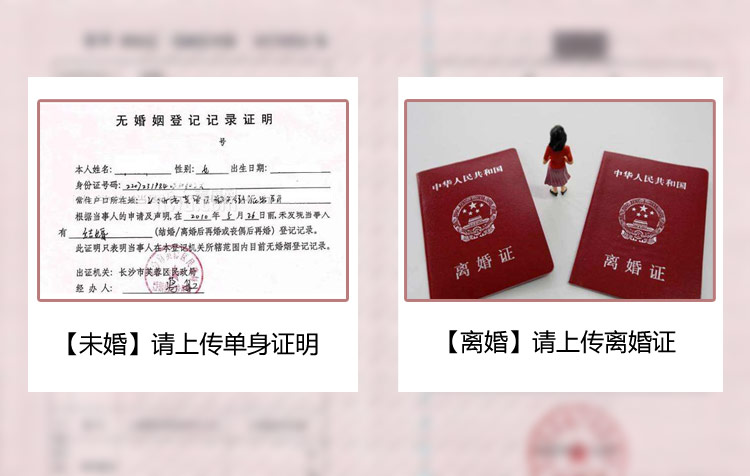 无婚姻登记记录证明
号
本人姓名: 性别: 女 出生日期:
身份证号码:
常住户口所在地:
根据当事人的申请及声明,在 2010 年 5 月 26 日前,未发现当事人
有 结婚 (结婚/离婚后再婚或丧偶后再婚) 登记记录。
此证明只表明当事人在本登记机关所辖范围内目前无婚姻登记记录。
出证机关: 长沙市芙蓉区民政局
经办人:
【未婚】请上传单身证明
中华人民共和国
离婚证
中华人民共和国
离婚证
【离婚】请上传离婚证